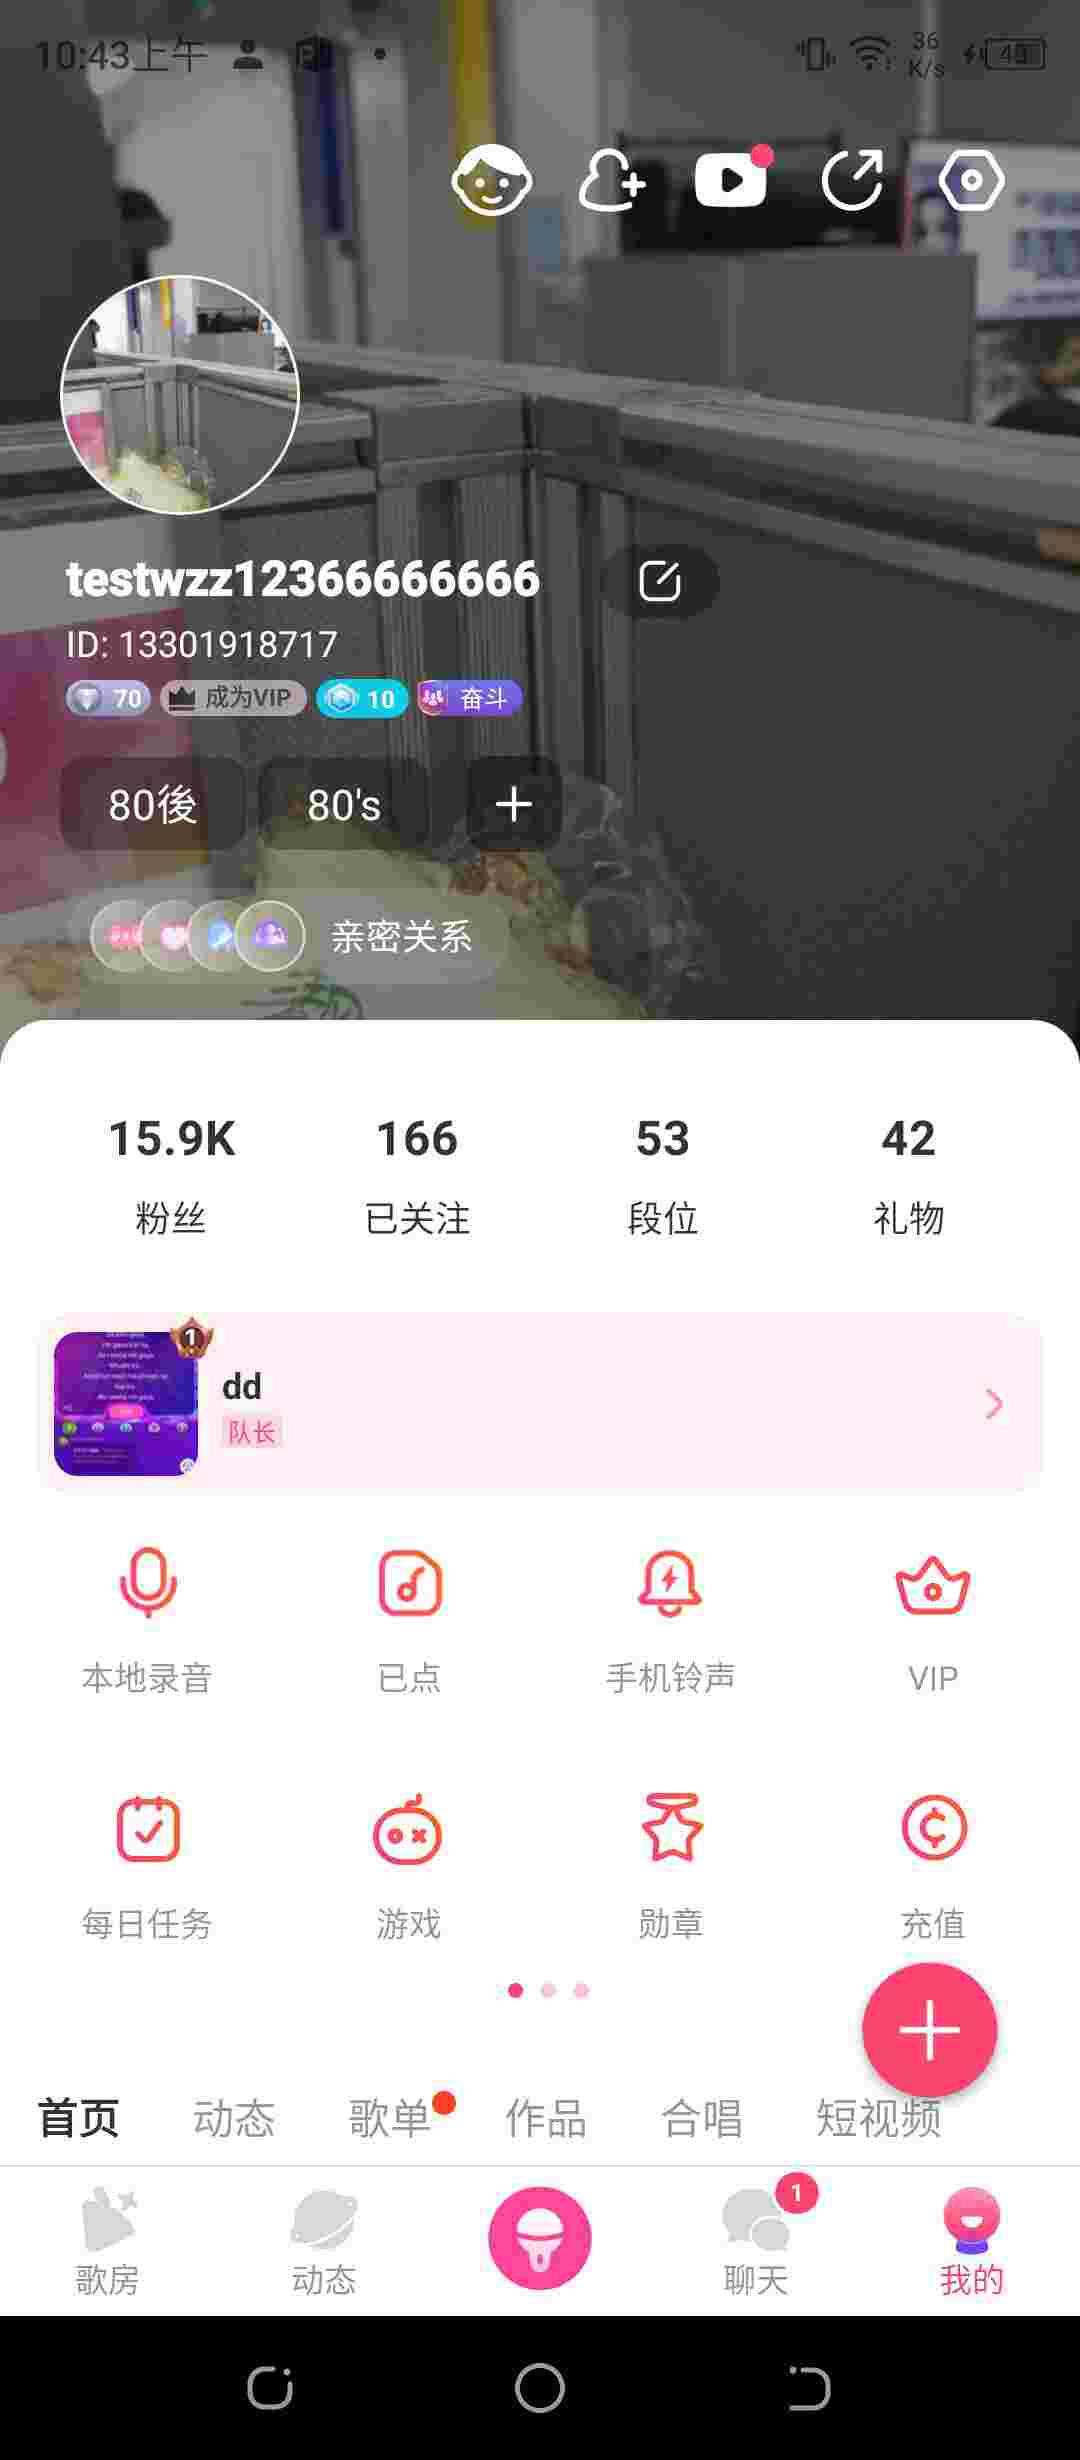 10:43上午
36
K/s
testwzz12366666666
ID: 13301918717
70
成为VIP
10
奋斗
80後
80's
亲密关系
15.9K
166
53
42
粉丝
已关注
段位
礼物
1
dd
队长
本地录音
已点
手机铃声
VIP
每日任务
游戏
勋章
充值
首页
动态
歌单
作品
合唱
短视频
1
歌房
动态
聊天
我的